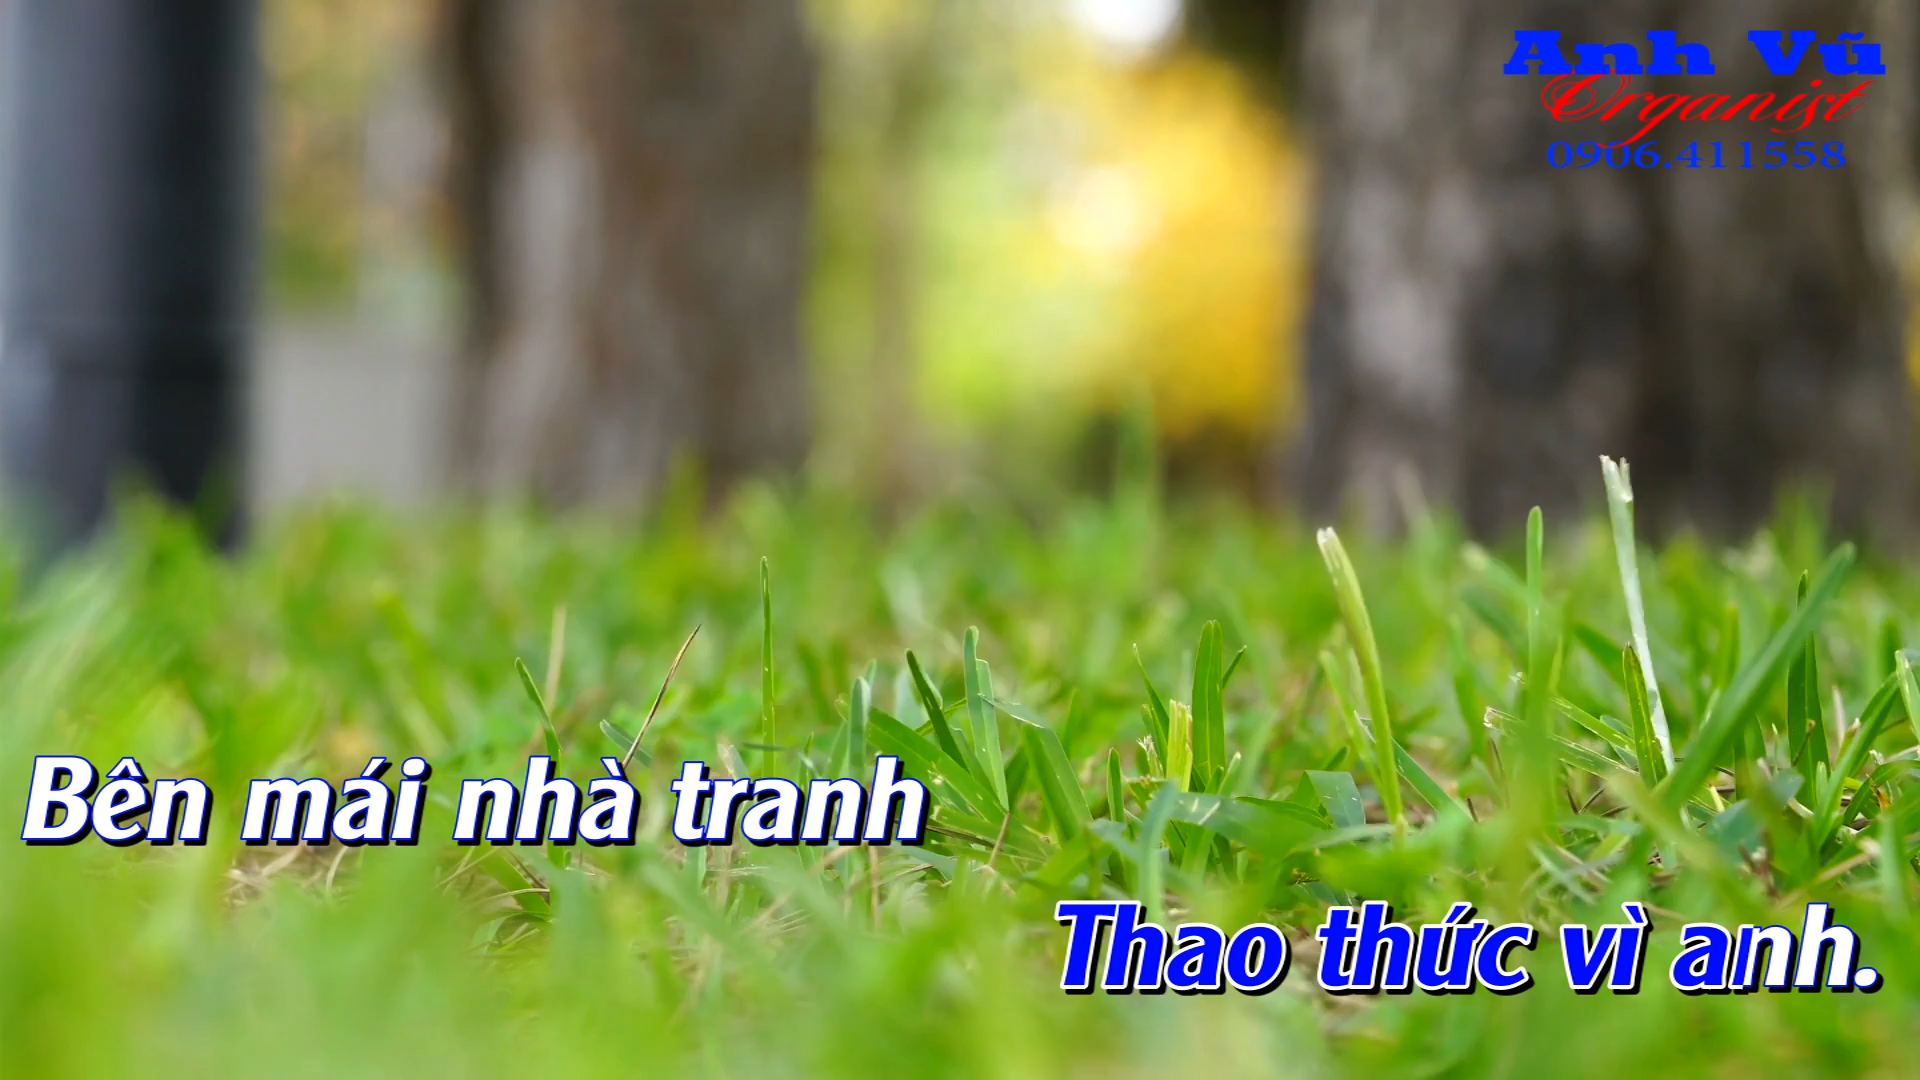 Anh Vũ
Organist
0906.411558
Bên mái nhà tranh
Thao thức vì anh.